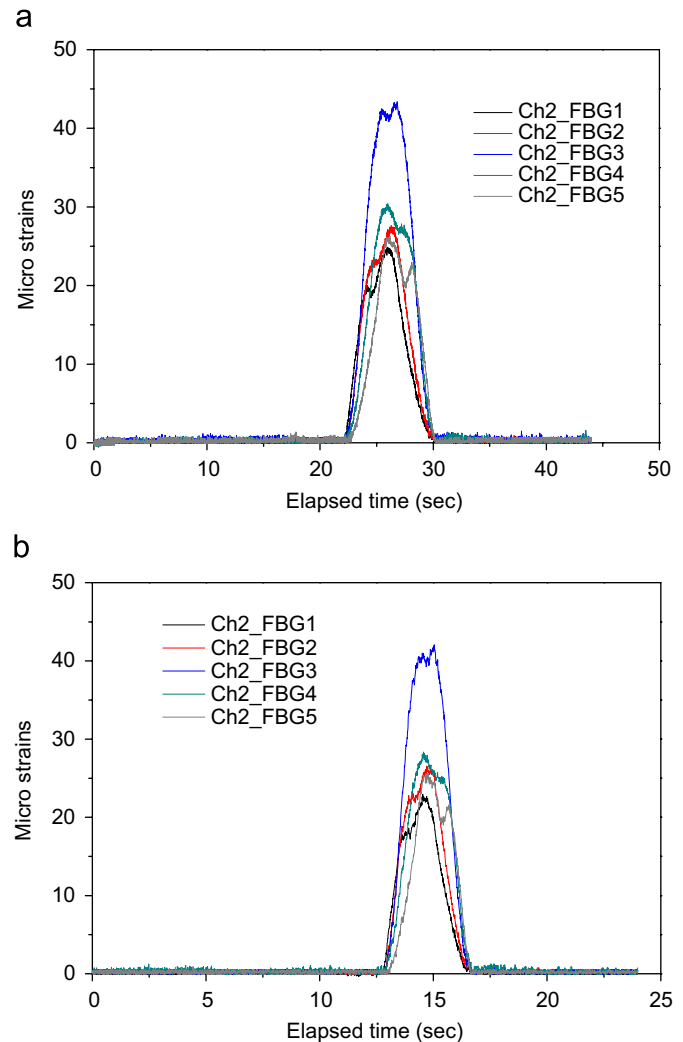 a
50
40
30
20
10
0
Micro strains
Ch2_FBG1
Ch2_FBG2
Ch2_FBG3
Ch2_FBG4
Ch2_FBG5
0 10 20 30 40 50
Elapsed time (sec)
b
50
40
30
20
10
0
Micro strains
Ch2_FBG1
Ch2_FBG2
Ch2_FBG3
Ch2_FBG4
Ch2_FBG5
0 5 10 15 20 25
Elapsed time (sec)